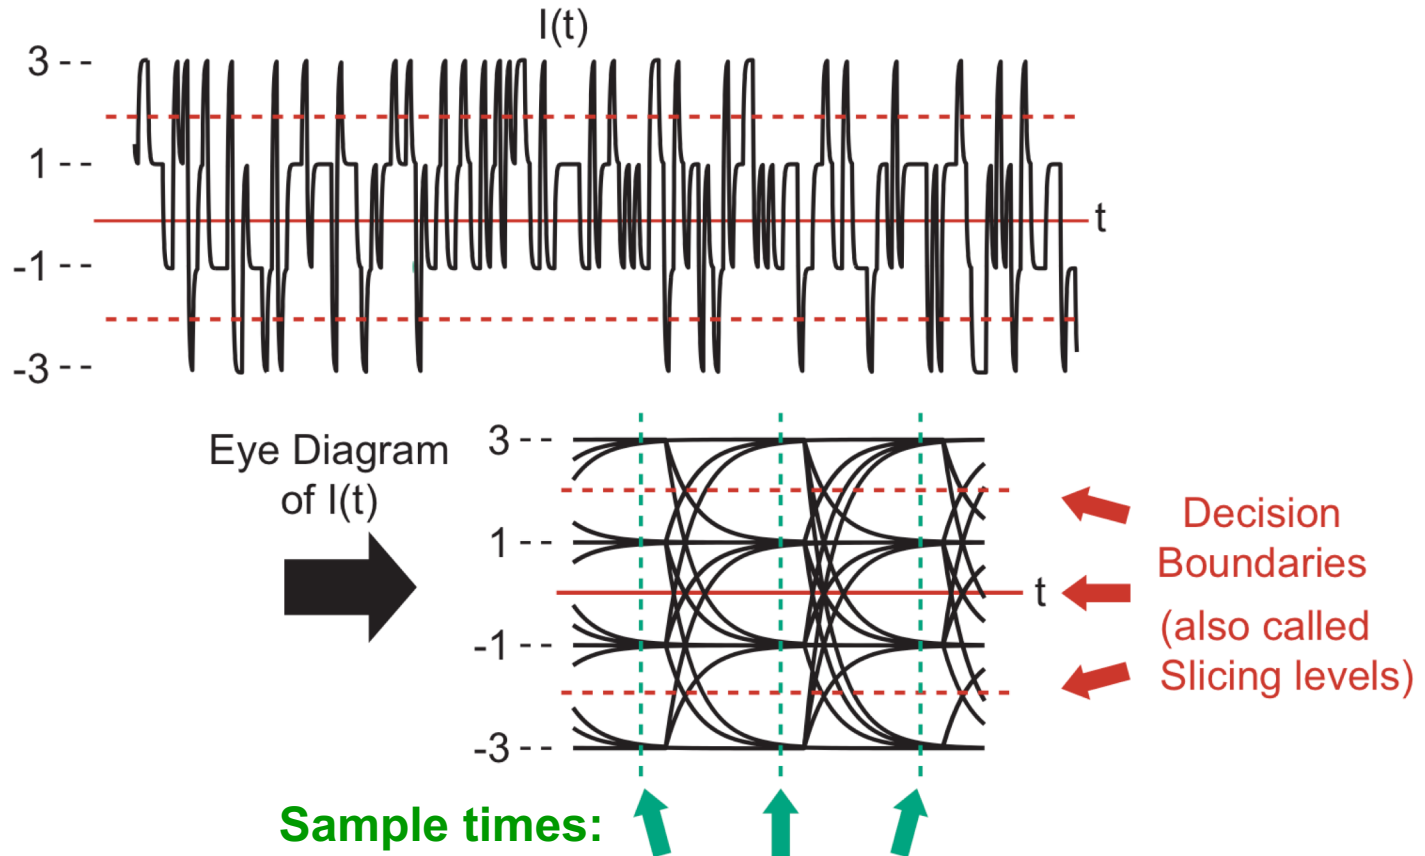 I(t)
3 --
1 --
t
-1 --
-3 --
Eye Diagram
of I(t)
3 --
1 --
t
-1 --
-3 --
Decision
Boundaries
(also called
Slicing levels)
Sample times: